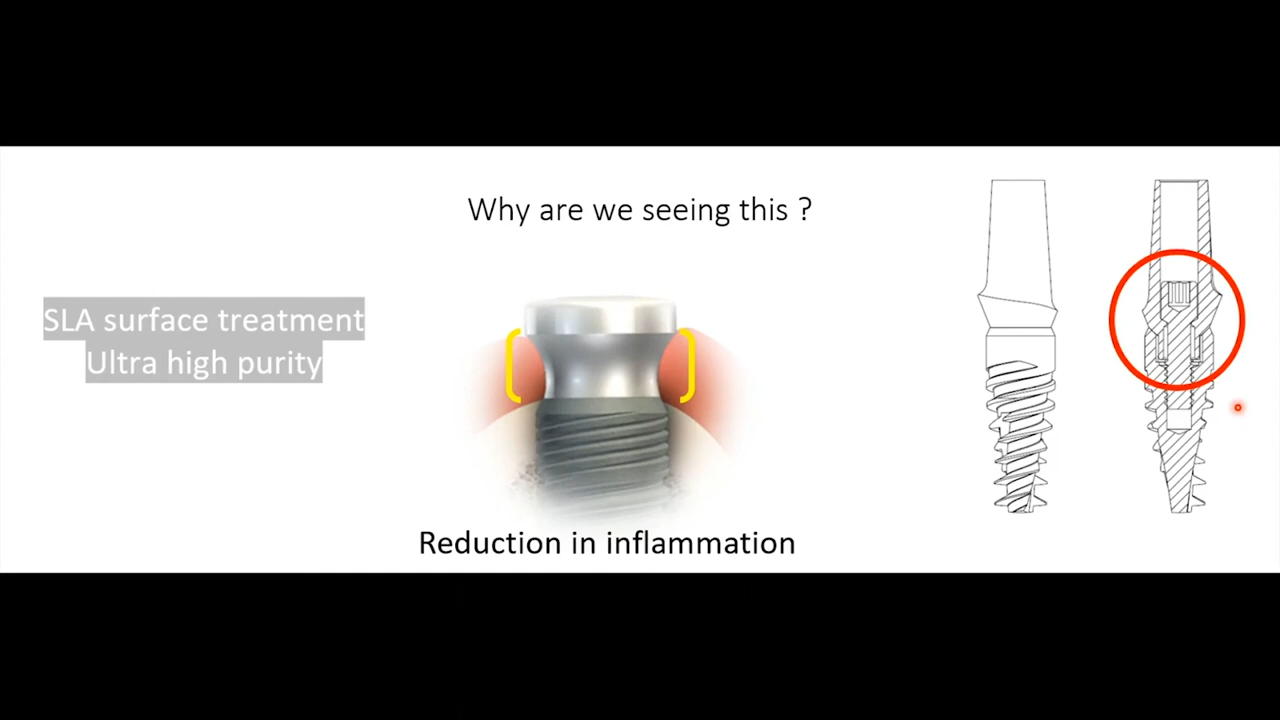 Why are we seeing this ?
SLA surface treatment
Ultra high purity
Reduction in inflammation